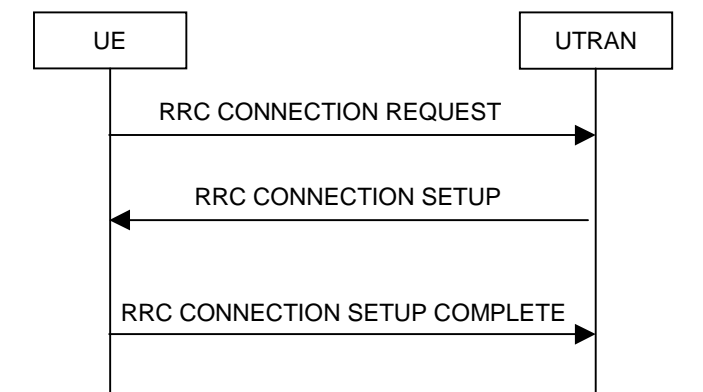 UE
UTRAN
RRC CONNECTION REQUEST
RRC CONNECTION SETUP
RRC CONNECTION SETUP COMPLETE